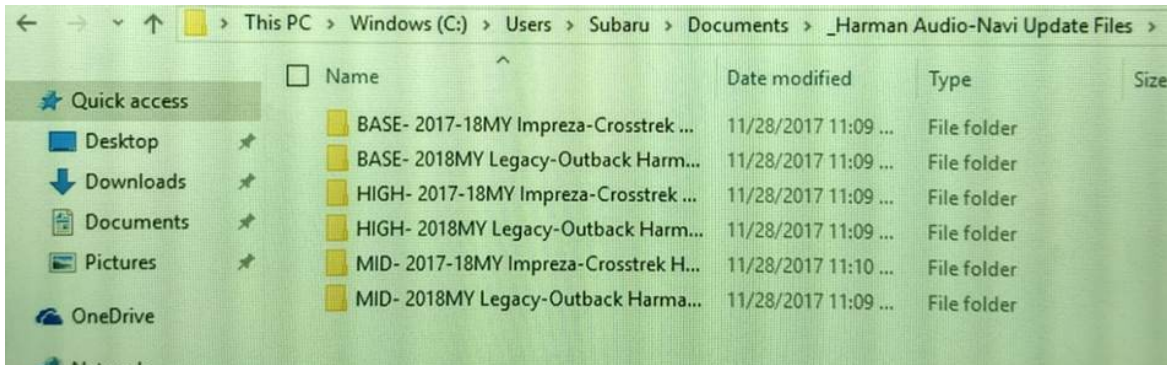 This PC > Windows (C:) > Users > Subaru > Documents > _Harman Audio-Navi Update Files >
Name Date modified Type Size
Quick access
Desktop
Downloads
Documents
Pictures
OneDrive
BASE- 2017-18MY Impreza-Crosstrek ... 11/28/2017 11:09 ... File folder
BASE- 2018MY Legacy-Outback Harm... 11/28/2017 11:09 ... File folder
HIGH- 2017-18MY Impreza-Crosstrek ... 11/28/2017 11:09 ... File folder
HIGH- 2018MY Legacy-Outback Harm... 11/28/2017 11:09 ... File folder
MID- 2017-18MY Impreza-Crosstrek H... 11/28/2017 11:10 ... File folder
MID- 2018MY Legacy-Outback Harma... 11/28/2017 11:09 ... File folder